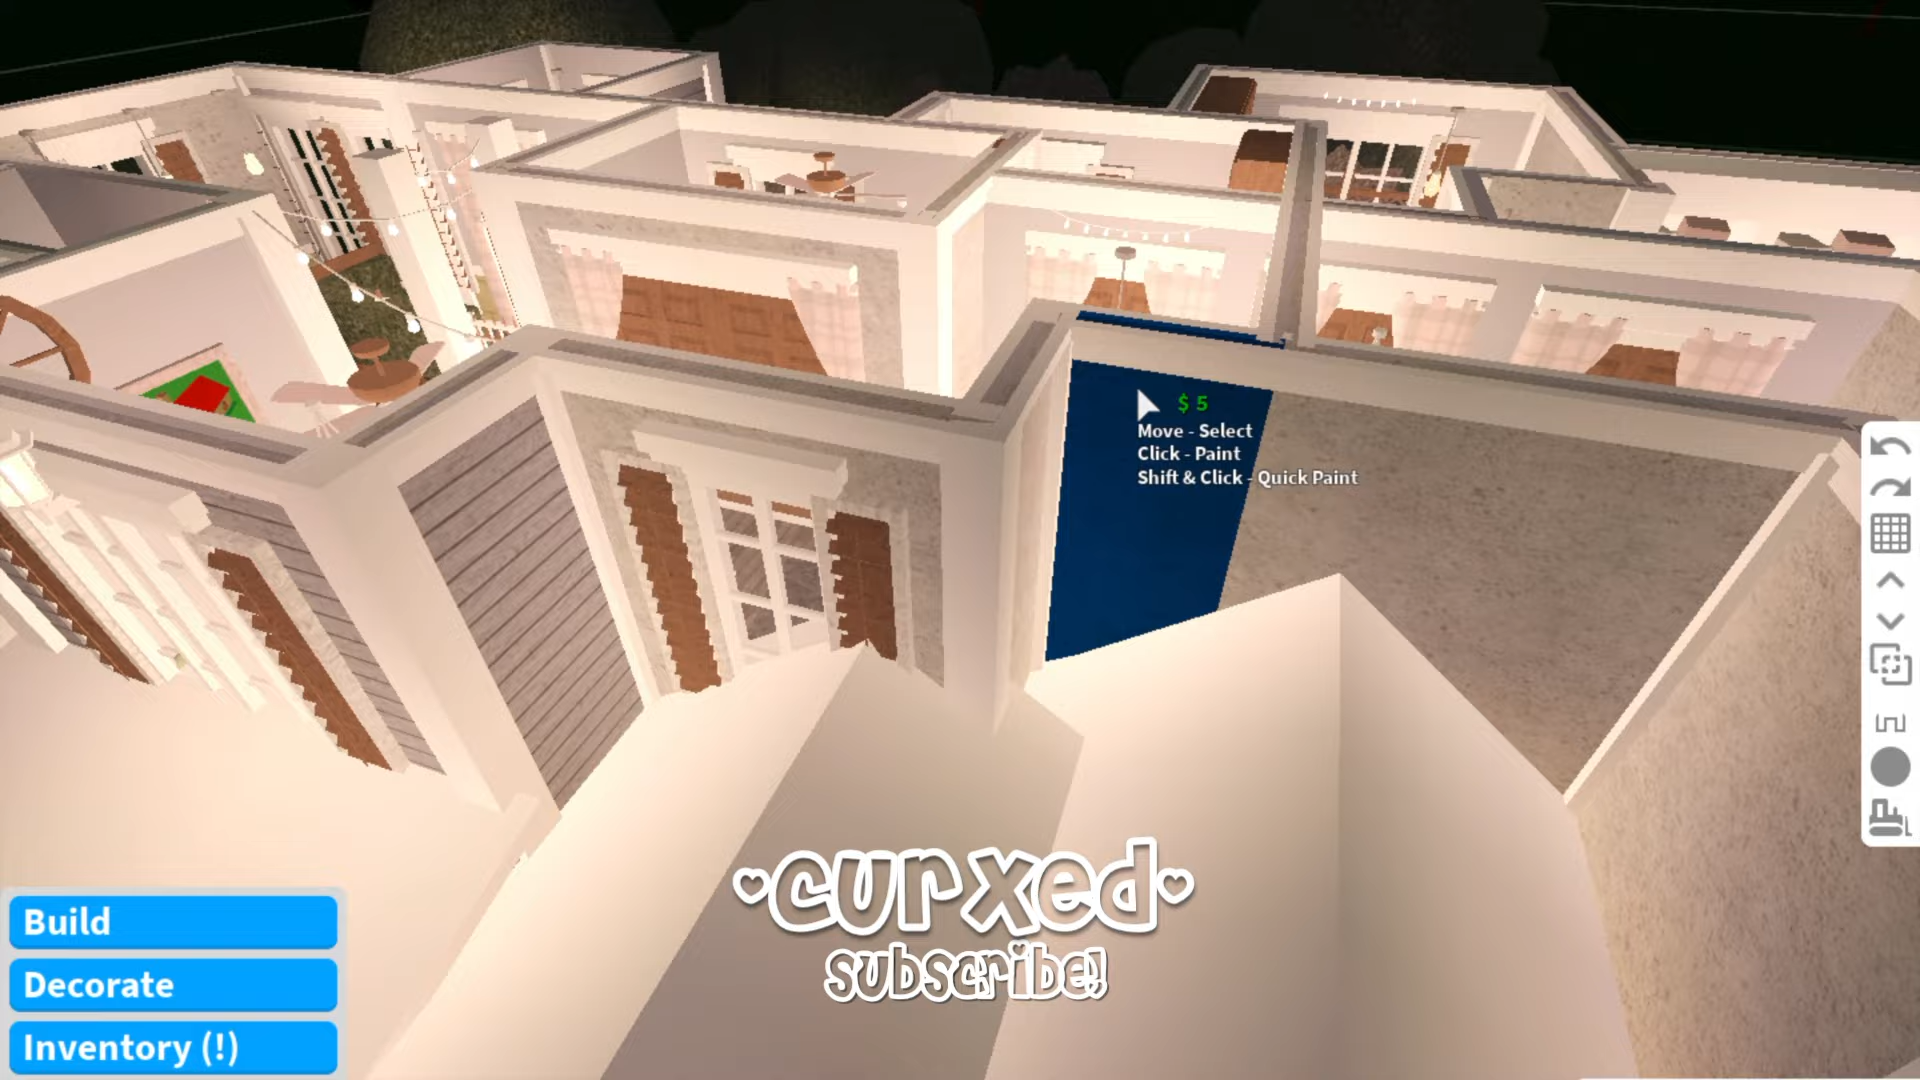 $ 5
Move - Select
Click - Paint
Shift & Click - Quick Paint
•curxed•
subscribe!
Build
Decorate
Inventory (!)